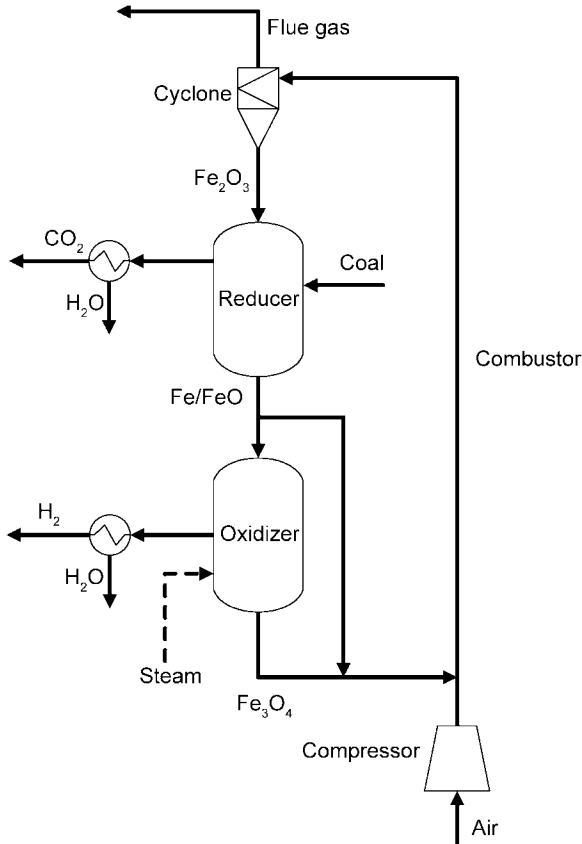 Flue gas
Cyclone
Fe₂O₃
CO₂
Coal
H₂O
Reducer
Combustor
Fe/FeO
H₂
Oxidizer
H₂O
Steam
Fe₃O₄
Compressor
Air